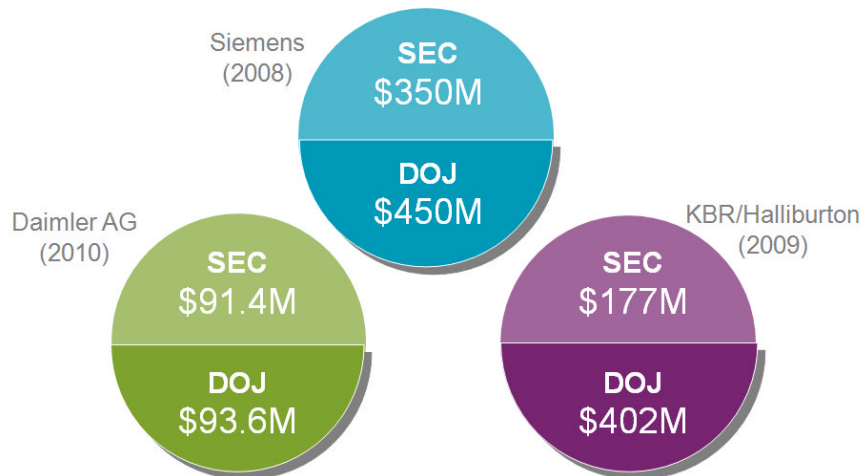 Siemens
(2008)
SEC
$350M
DOJ
$450M
Daimler AG
(2010)
SEC
$91.4M
DOJ
$93.6M
KBR/Halliburton
(2009)
SEC
$177M
DOJ
$402M